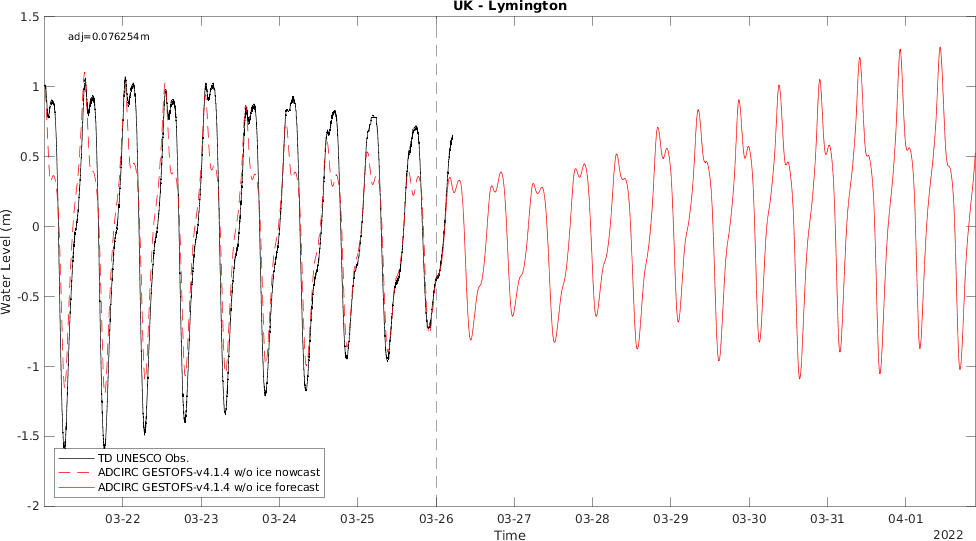 UK - Lymington
adj=0.076254m
1.5
1
0.5
0
-0.5
-1
-1.5
-2
Water Level (m)
TD UNESCO Obs.
ADCIRC GESTOFS-v4.1.4 w/o ice nowcast
ADCIRC GESTOFS-v4.1.4 w/o ice forecast
03-22 03-23 03-24 03-25 03-26 03-27 03-28 03-29 03-30 03-31 04-01
Time
2022